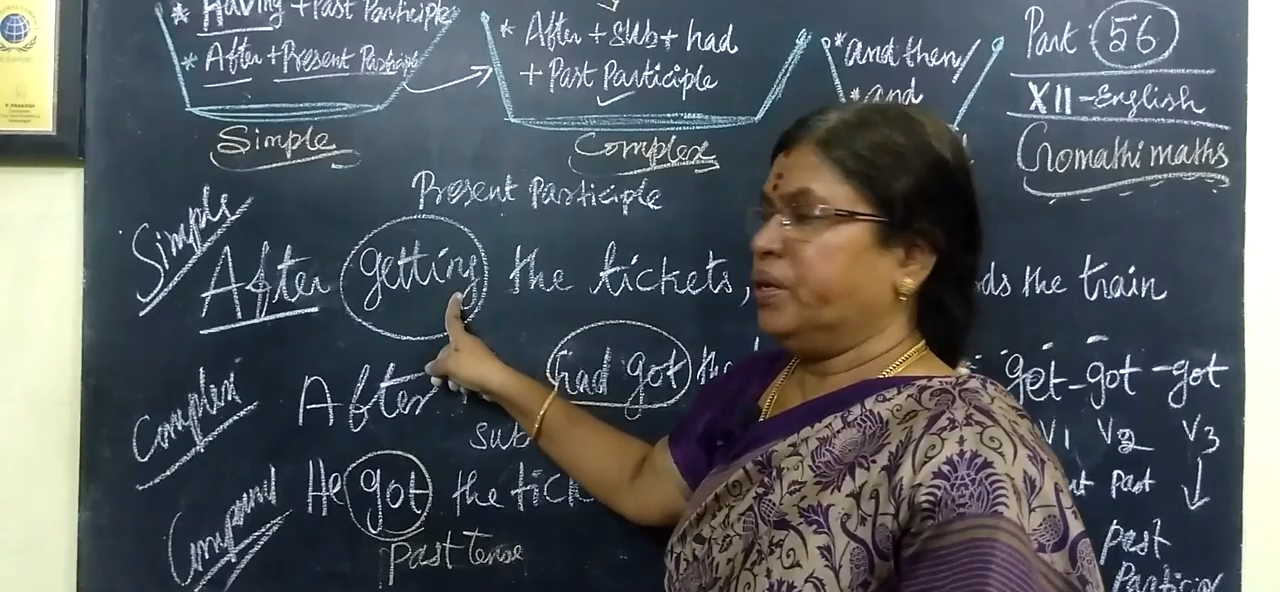 * Having + Past Participle
* After + Present Participle
Simple
* After + sub + had
+ Past Participle
Complex
* and then/
* and
Part 56
XII - English
Gomathi maths
Present Participle
Simple
After getting the tickets, ds the train
Complex
After had got the
sub
get - got - got
V1 V2 V3
past
past
Compound
He got the tick
past tense